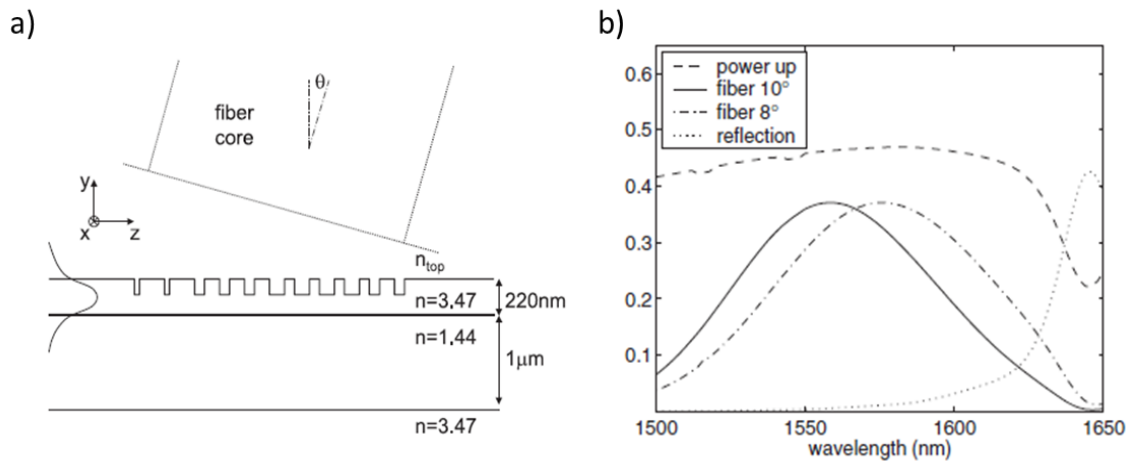 a)
θ
fiber
core
y
x
z
n_top
n=3.47
220nm
n=1.44
1μm
n=3.47
b)
power up
fiber 10°
fiber 8°
reflection
0.6
0.5
0.4
0.3
0.2
0.1
1500 1550 1600 1650
wavelength (nm)